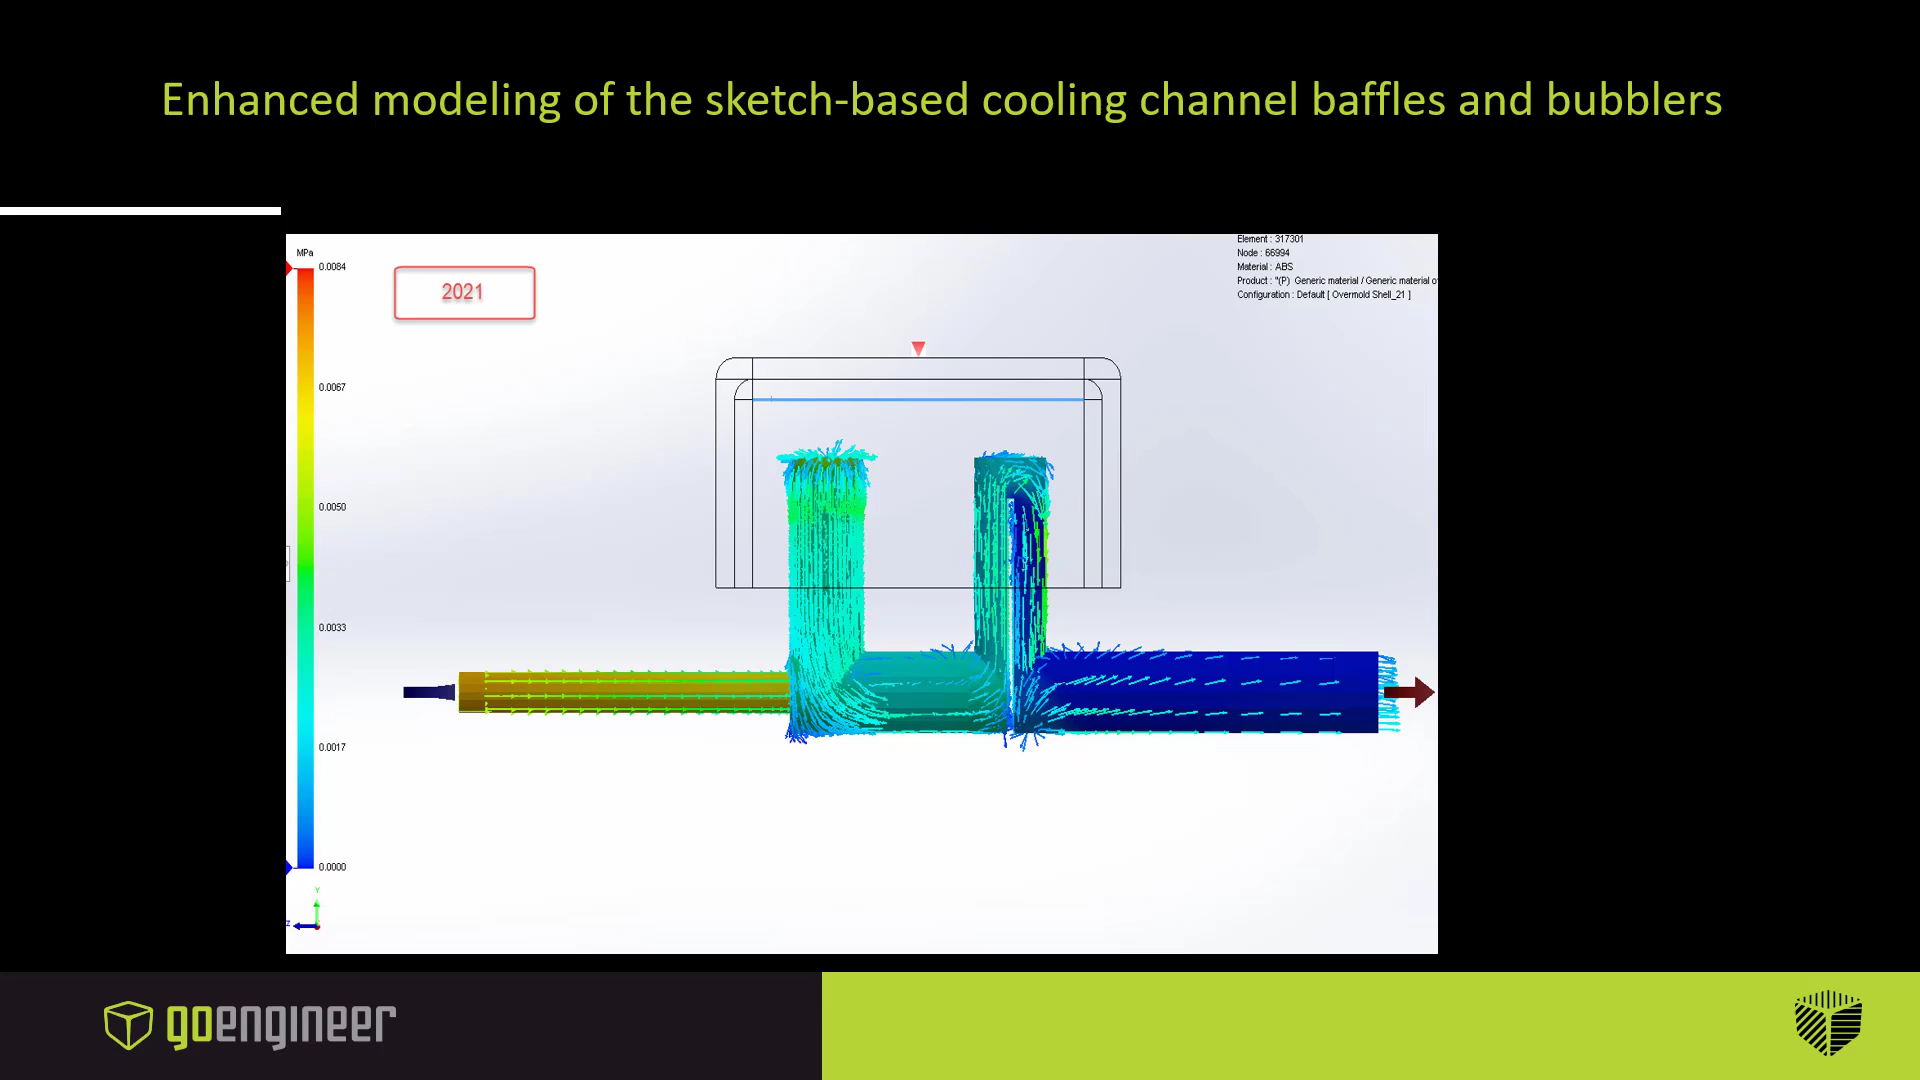 Enhanced modeling of the sketch-based cooling channel baffles and bubblers
MPa
0.0084
0.0067
0.0050
0.0033
0.0017
0.0000
2021
Element : 317301
Node : 66994
Material : ABS
Product : "(P) Generic material / Generic material o
Configuration : Default [ Overmold Shell_21 ]
Y
Z
goengineer